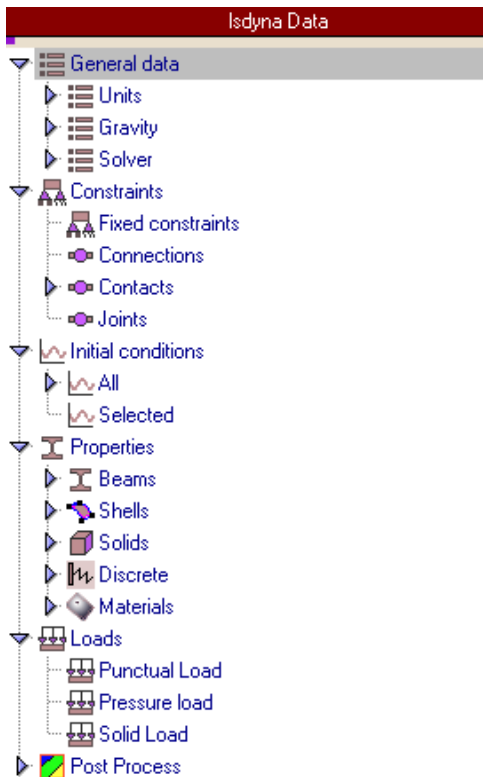 lsdyna Data
General data
Units
Gravity
Solver
Constraints
Fixed constraints
Connections
Contacts
Joints
Initial conditions
All
Selected
Properties
Beams
Shells
Solids
Discrete
Materials
Loads
Punctual Load
Pressure load
Solid Load
Post Process